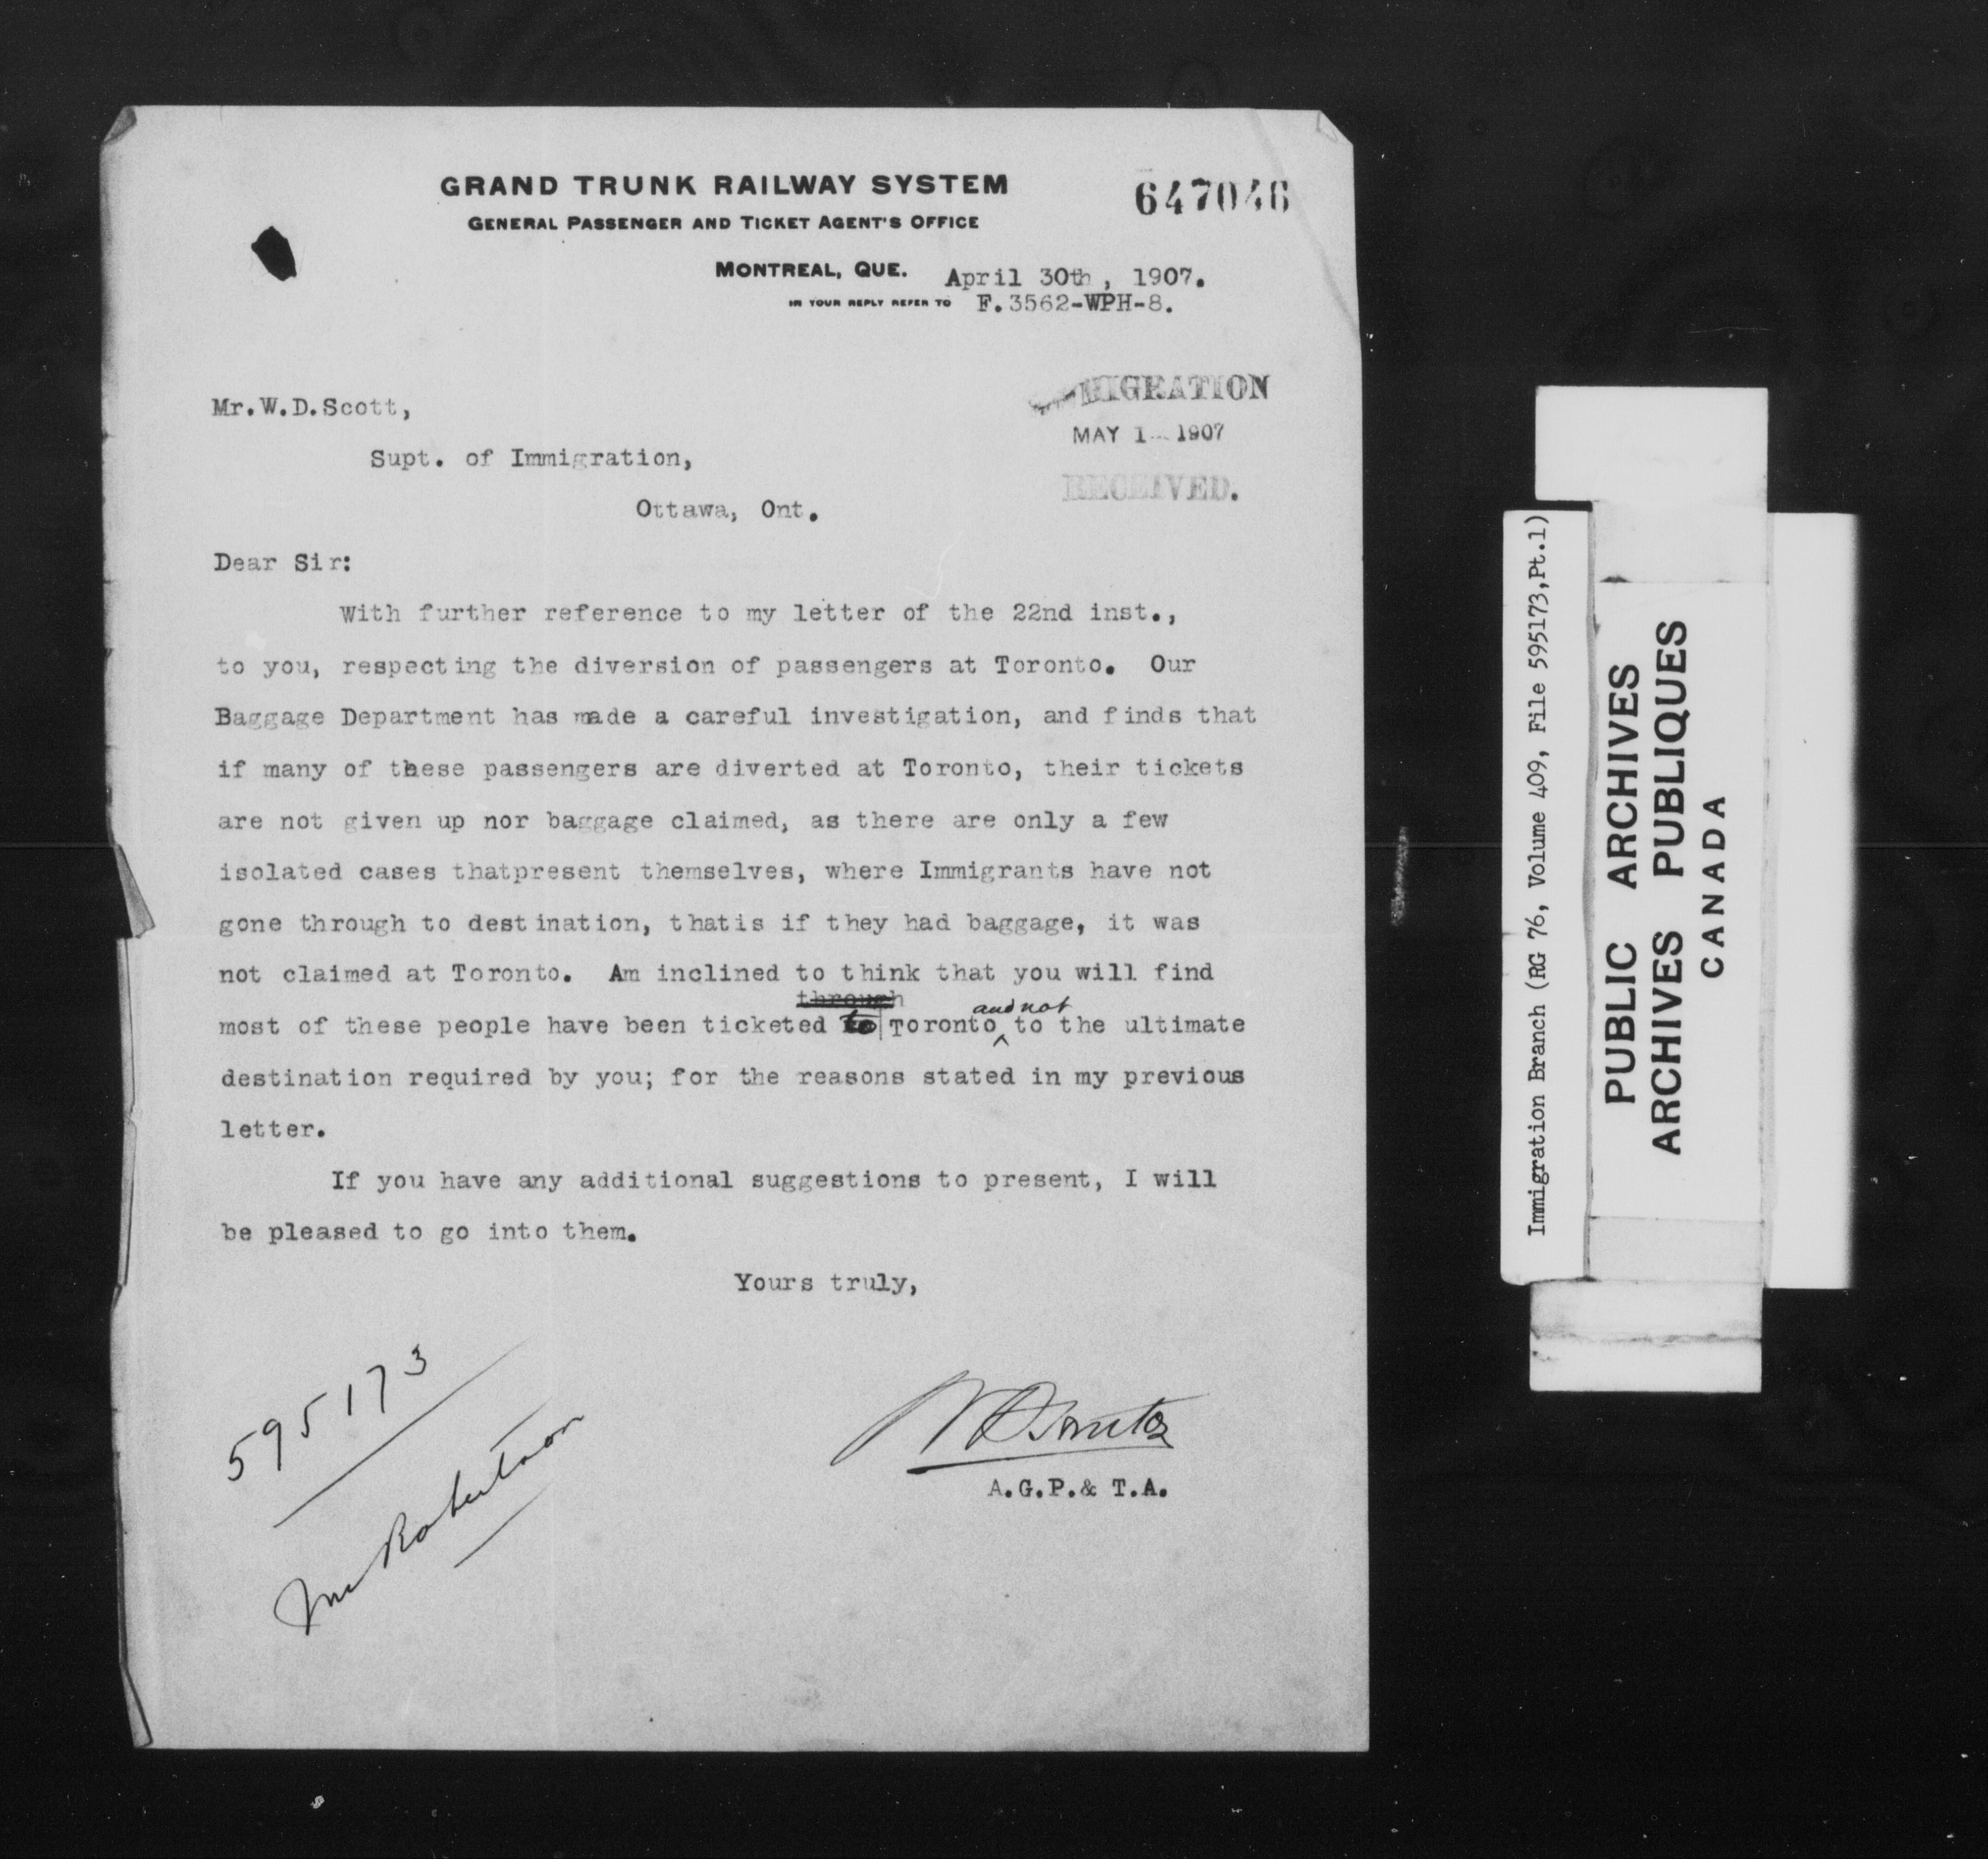 GRAND TRUNK RAILWAY SYSTEM
GENERAL PASSENGER AND TICKET AGENT'S OFFICE
647046
MONTREAL, QUE. April 30th, 1907.
IN YOUR REPLY REFER TO F.3562-WPH-8.
MIGRATION
MAY 1 1907
RECEIVED.
Mr.W.D.Scott,
Supt. of Immigration,
Ottawa, Ont.
Dear Sir:
With further reference to my letter of the 22nd inst.,
to you, respecting the diversion of passengers at Toronto. Our
Baggage Department has made a careful investigation, and finds that
if many of these passengers are diverted at Toronto, their tickets
are not given up nor baggage claimed, as there are only a few
isolated cases thatpresent themselves, where Immigrants have not
gone through to destination, thatis if they had baggage, it was
not claimed at Toronto. Am inclined to think that you will find
through and not
most of these people have been ticketed to Toronto to the ultimate
destination required by you; for the reasons stated in my previous
letter.
If you have any additional suggestions to present, I will
be pleased to go into them.
Yours truly,
A.G.P.& T.A.
595173
Mr Robertson
Immigration Branch (RG 76, Volume 409, File 595173,Pt.1)
PUBLIC ARCHIVES
ARCHIVES PUBLIQUES
CANADA